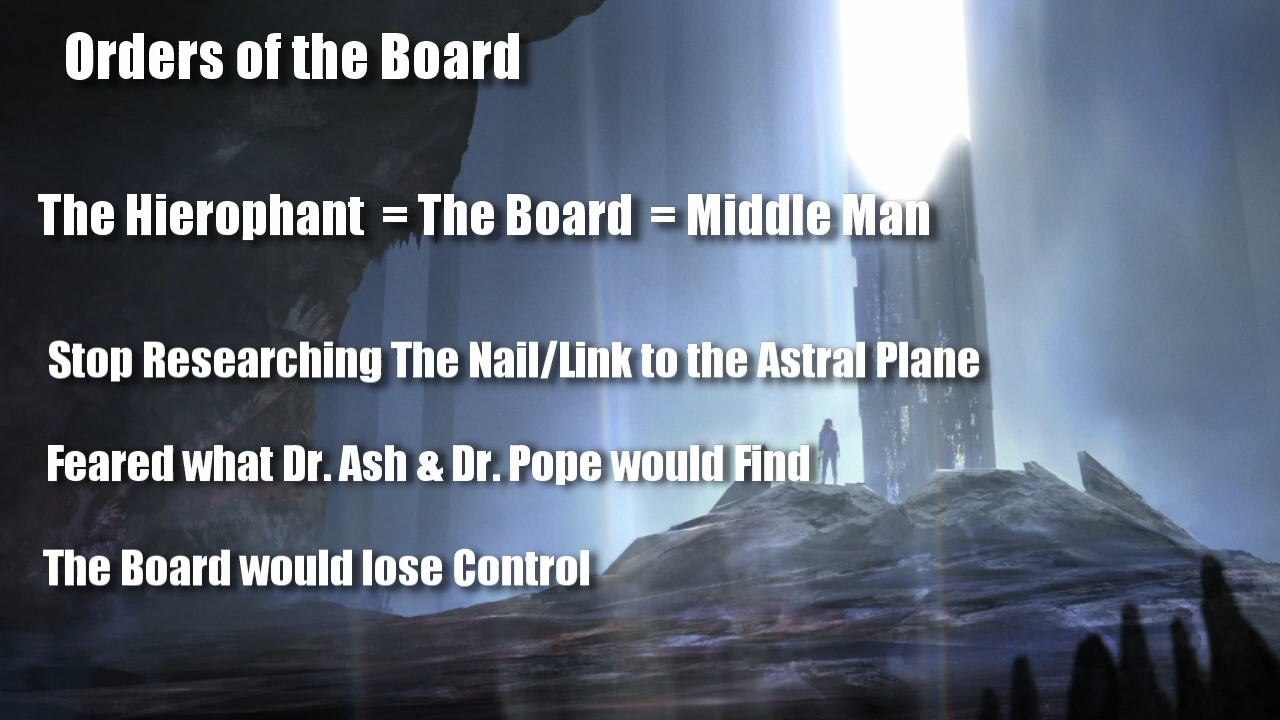 Orders of the Board
The Hierophant = The Board = Middle Man
Stop Researching The Nail/Link to the Astral Plane
Feared what Dr. Ash & Dr. Pope would Find
The Board would lose Control